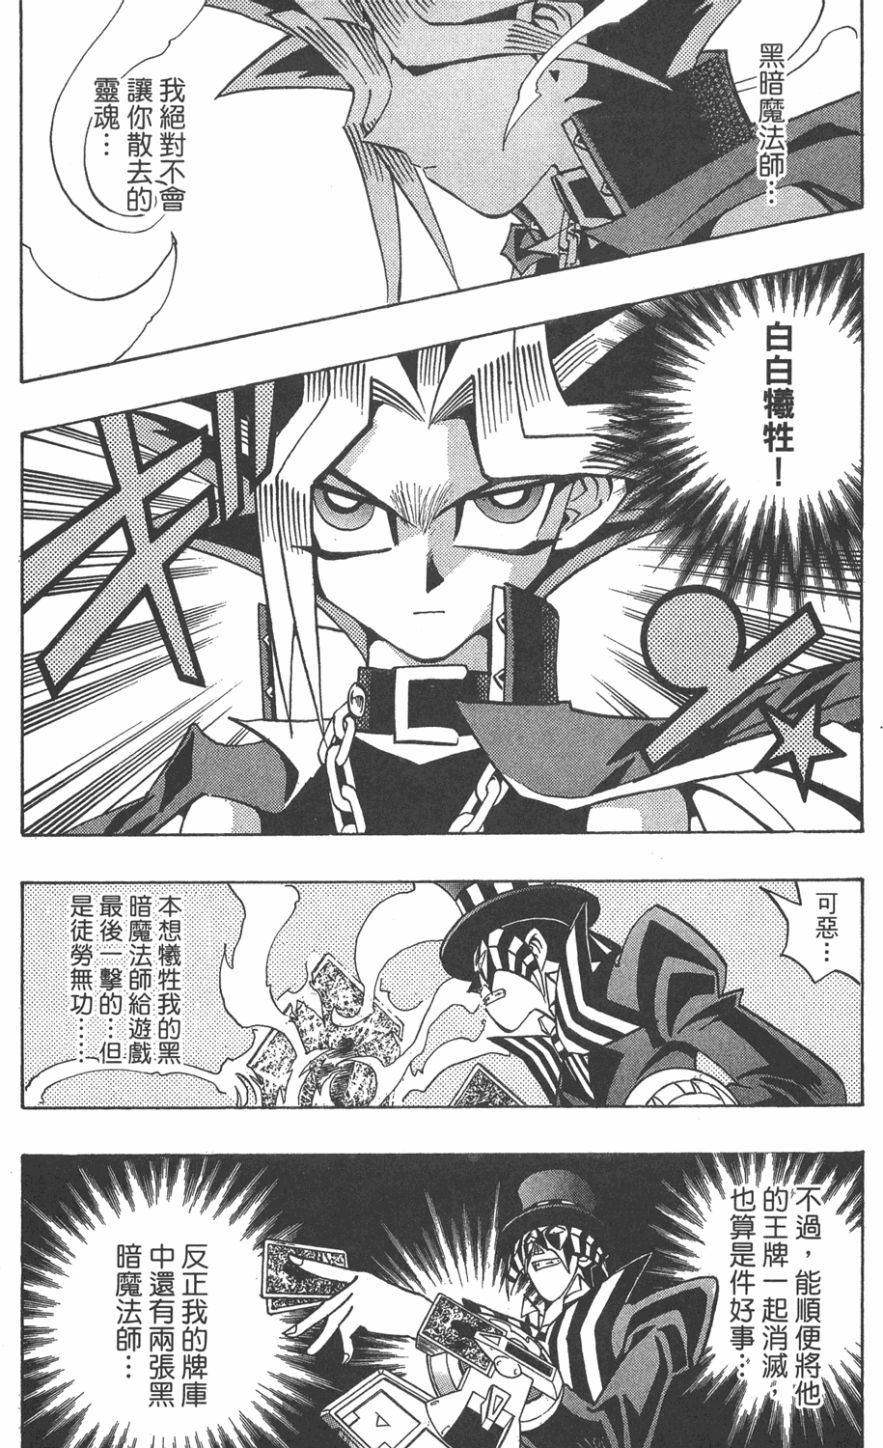 黑暗魔法師…
我絕對不會
讓你散去的
靈魂…
白白犧牲！
可惡…
本想犧牲我的黑
暗魔法師給遊戲
最後一擊的…但
是徒勞無功……
不過，能順便將他
的王牌一起消滅，
也算是件好事…
反正我的牌庫
中還有兩張黑
暗魔法師…